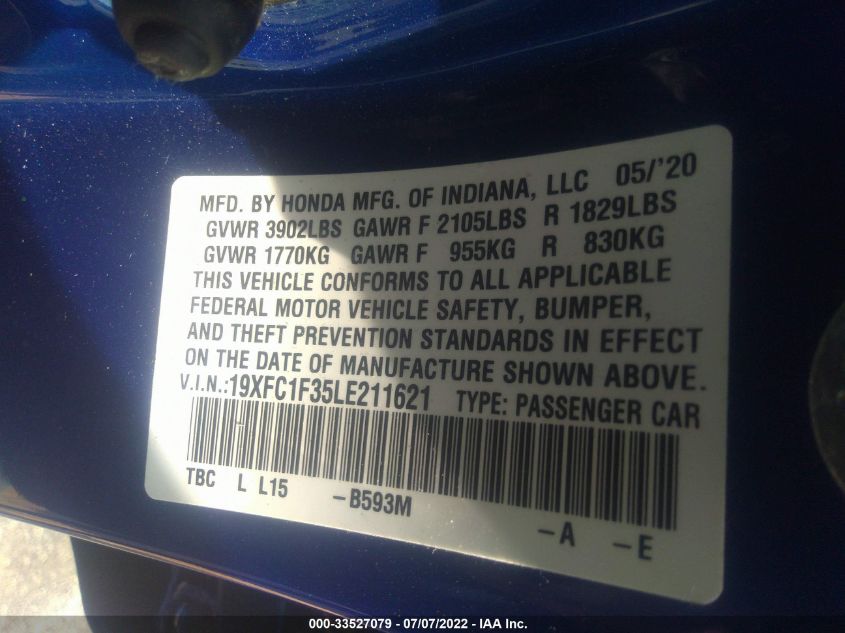 MFD. BY HONDA MFG. OF INDIANA, LLC 05/'20
GVWR 3902LBS GAWR F 2105LBS R 1829LBS
GVWR 1770KG GAWR F 955KG R 830KG
THIS VEHICLE CONFORMS TO ALL APPLICABLE
FEDERAL MOTOR VEHICLE SAFETY, BUMPER,
AND THEFT PREVENTION STANDARDS IN EFFECT
ON THE DATE OF MANUFACTURE SHOWN ABOVE.
V.I.N.:19XFC1F35LE211621 TYPE: PASSENGER CAR
TBC L L15 -B593M -A -E
000-33527079 - 07/07/2022 - IAA Inc.